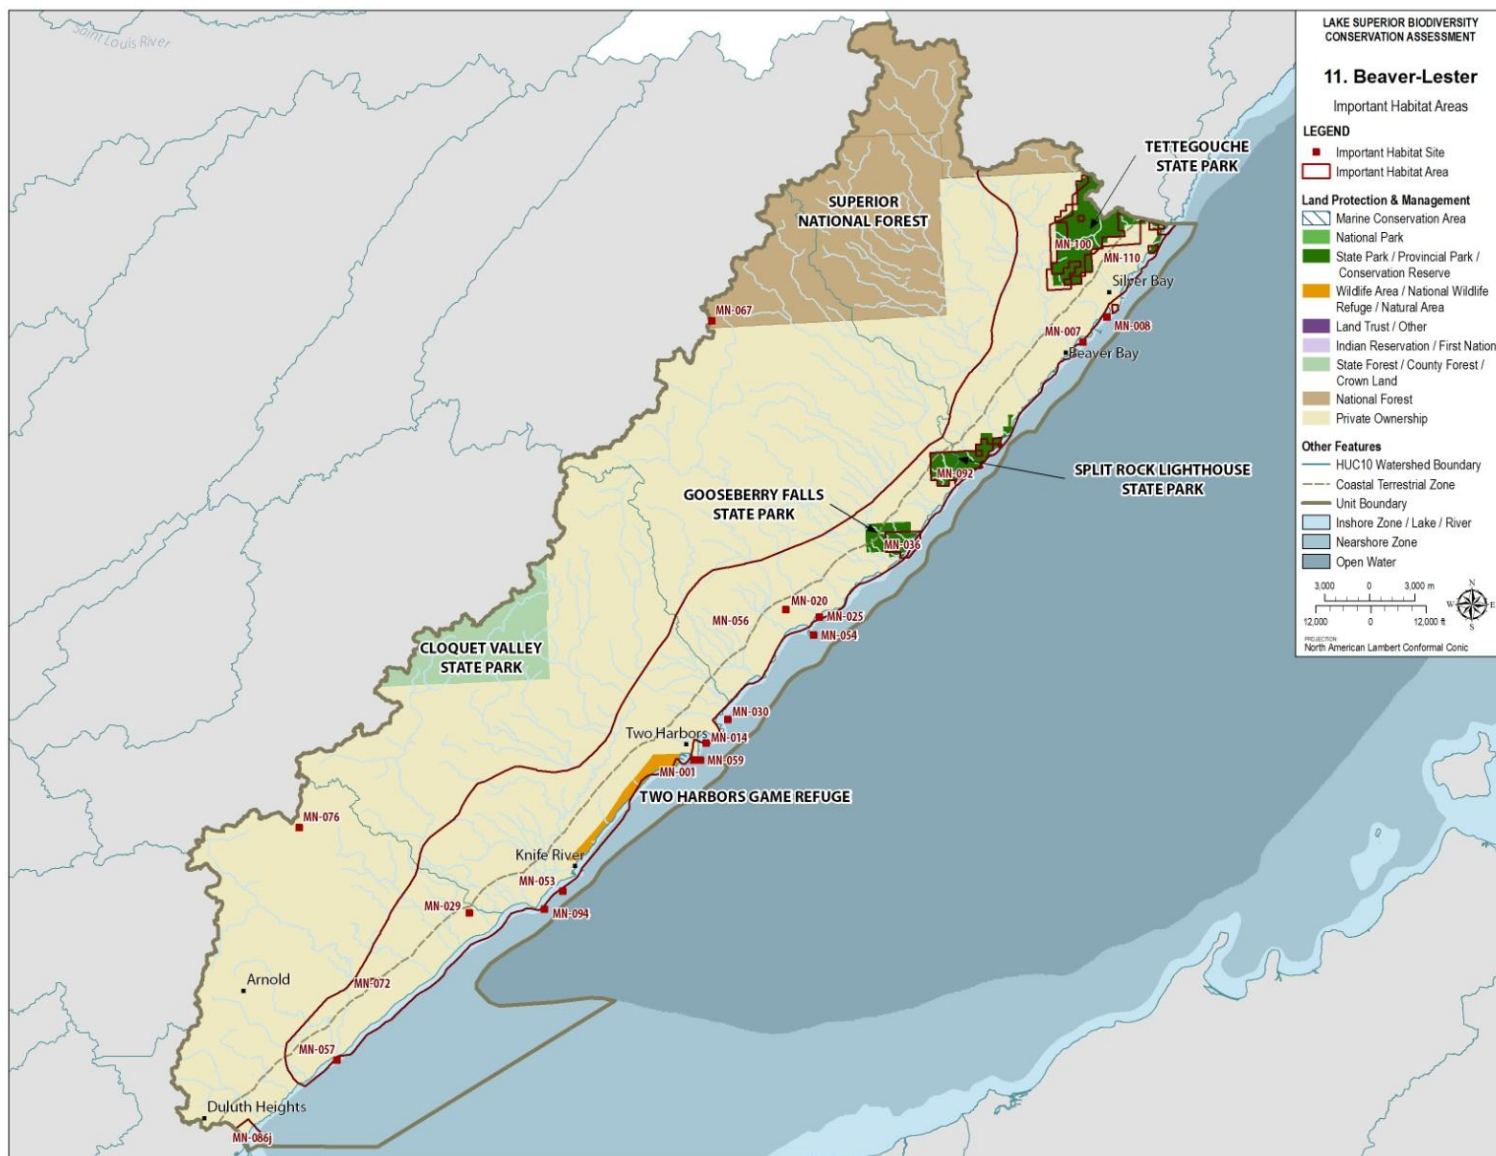 Saint Louis River
LAKE SUPERIOR BIODIVERSITY
CONSERVATION ASSESSMENT
11. Beaver-Lester
Important Habitat Areas
LEGEND
Important Habitat Site
Important Habitat Area
Land Protection & Management
Marine Conservation Area
National Park
State Park / Provincial Park /
Conservation Reserve
Wildlife Area / National Wildlife
Refuge / Natural Area
Land Trust / Other
Indian Reservation / First Nation
State Forest / County Forest /
Crown Land
National Forest
Private Ownership
Other Features
HUC10 Watershed Boundary
Coastal Terrestrial Zone
Unit Boundary
Inshore Zone / Lake / River
Nearshore Zone
Open Water
3,000 0 3,000 m
12,000 0 12,000 ft
N
W E
S
PROJECTION
North American Lambert Conformal Conic
TETTEGOUCHE
STATE PARK
SUPERIOR
NATIONAL FOREST
MN-100
MN-110
Silver Bay
MN-067
MN-008
MN-007
Beaver Bay
SPLIT ROCK LIGHTHOUSE
STATE PARK
MN-092
GOOSEBERRY FALLS
STATE PARK
MN-036
MN-020
MN-056
MN-025
MN-054
CLOQUET VALLEY
STATE PARK
MN-030
Two Harbors
MN-014
MN-059
MN-001
TWO HARBORS GAME REFUGE
MN-076
Knife River
MN-053
MN-029
MN-094
Arnold
MN-072
MN-057
Duluth Heights
MN-086j